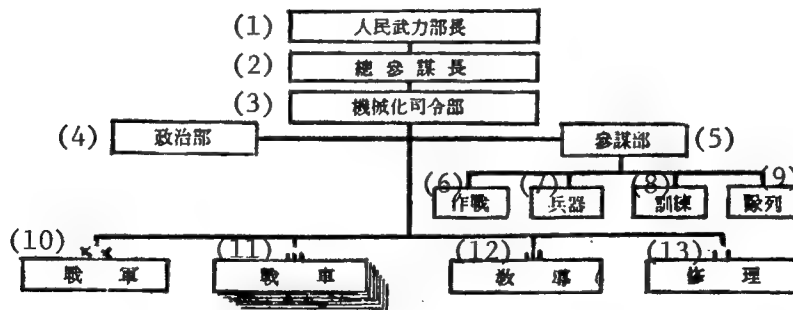 (1) 人民武力部長
(2) 總參謀長
(3) 機械化司令部
(4) 政治部
參謀部 (5)
(6) 作戰
(7) 兵器
(8) 訓練
(9) 隊列
(10) 戰車
(11) 戰車
(12) 教導
(13) 修理